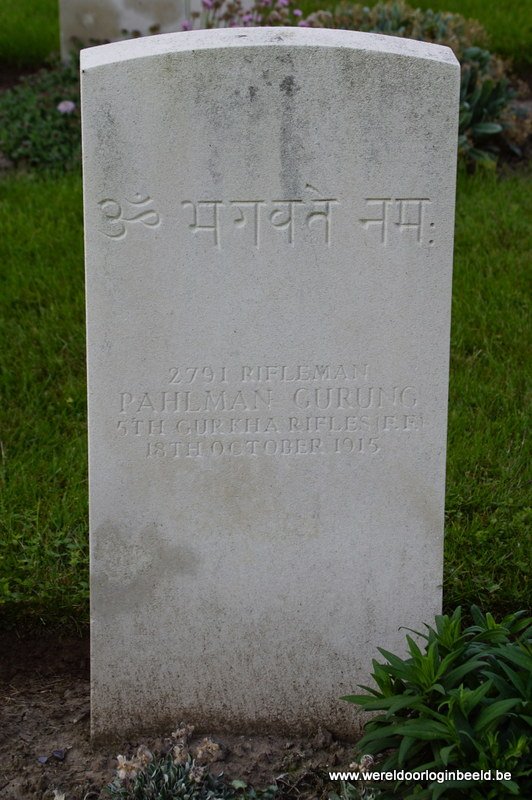 ॐ भगवते नमः
2791 RIFLEMAN
PAHLMAN GURUNG
5TH GURKHA RIFLES (F.F)
18TH OCTOBER 1915
www.wereldoorloginbeeld.be